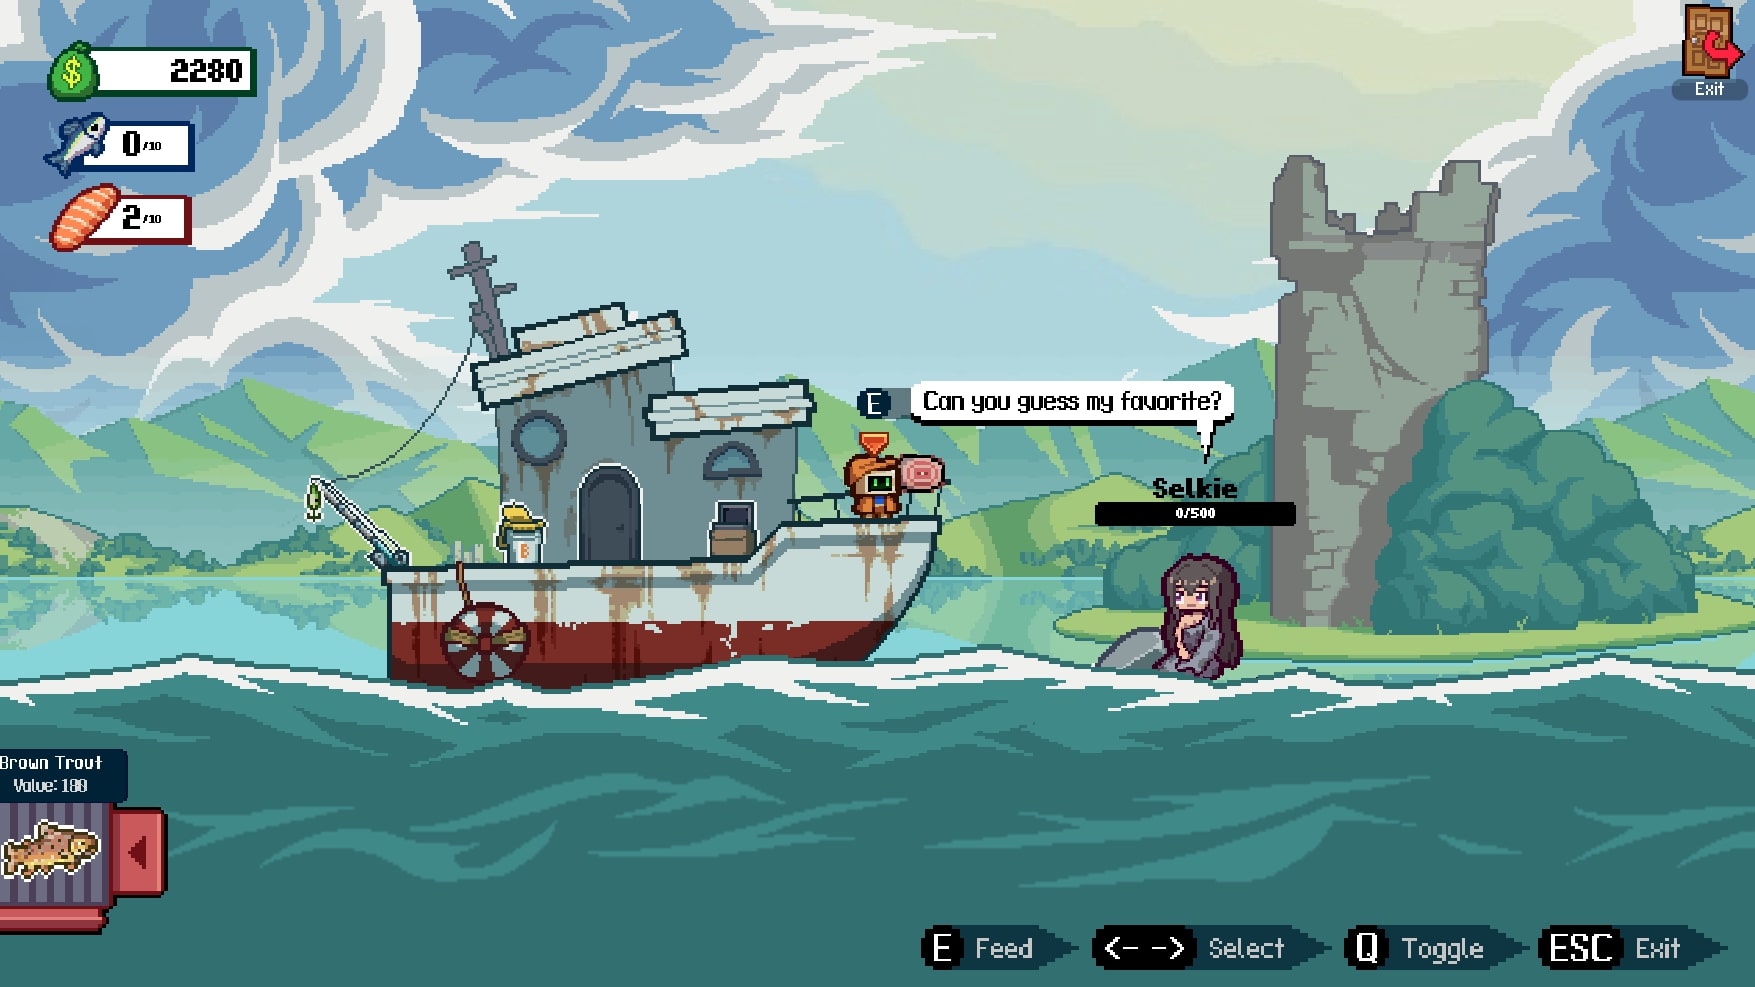 2280
Exit
0/10
2/10
E
Can you guess my favorite?
Selkie
0/500
B
Brown Trout
Value: 180
E Feed
<- -> Select
Q Toggle
ESC Exit